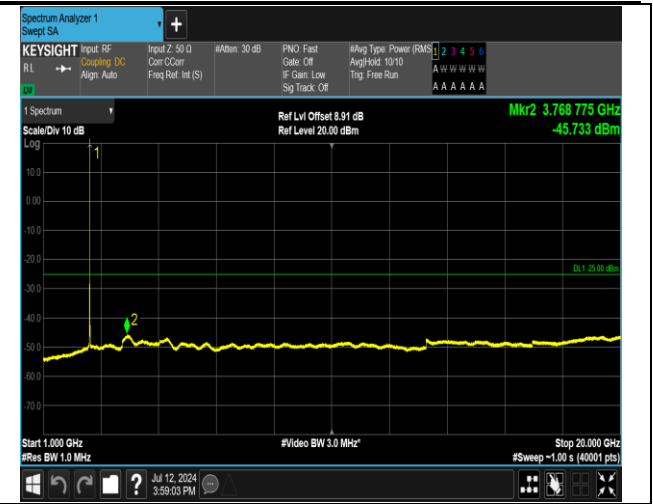 Spectrum Analyzer 1
Swept SA
+
KEYSIGHT Input: RF Input Z: 50 Ω #Atten: 30 dB PNO: Fast #Avg Type: Power (RMS 1 2 3 4 5 6
RL Coupling: DC Corr CCorr Gate: Off Avg|Hold: 10/10 A W W W W W
Align: Auto Freq Ref: Int (S) IF Gain: Low Trig: Free Run
Sig Track: Off A A A A A A
1 Spectrum Ref Lvl Offset 8.91 dB Mkr2 3.768 775 GHz
Scale/Div 10 dB Ref Level 20.00 dBm -45.733 dBm
Log
1
10.0
0.00
-10.0
-20.0
DL1 -25.00 dBm
-30.0
-40.0
2
-50.0
-60.0
-70.0
Start 1.000 GHz #Video BW 3.0 MHz* Stop 20.000 GHz
#Res BW 1.0 MHz #Sweep ~1.00 s (40001 pts)
? Jul 12, 2024
3:59:03 PM